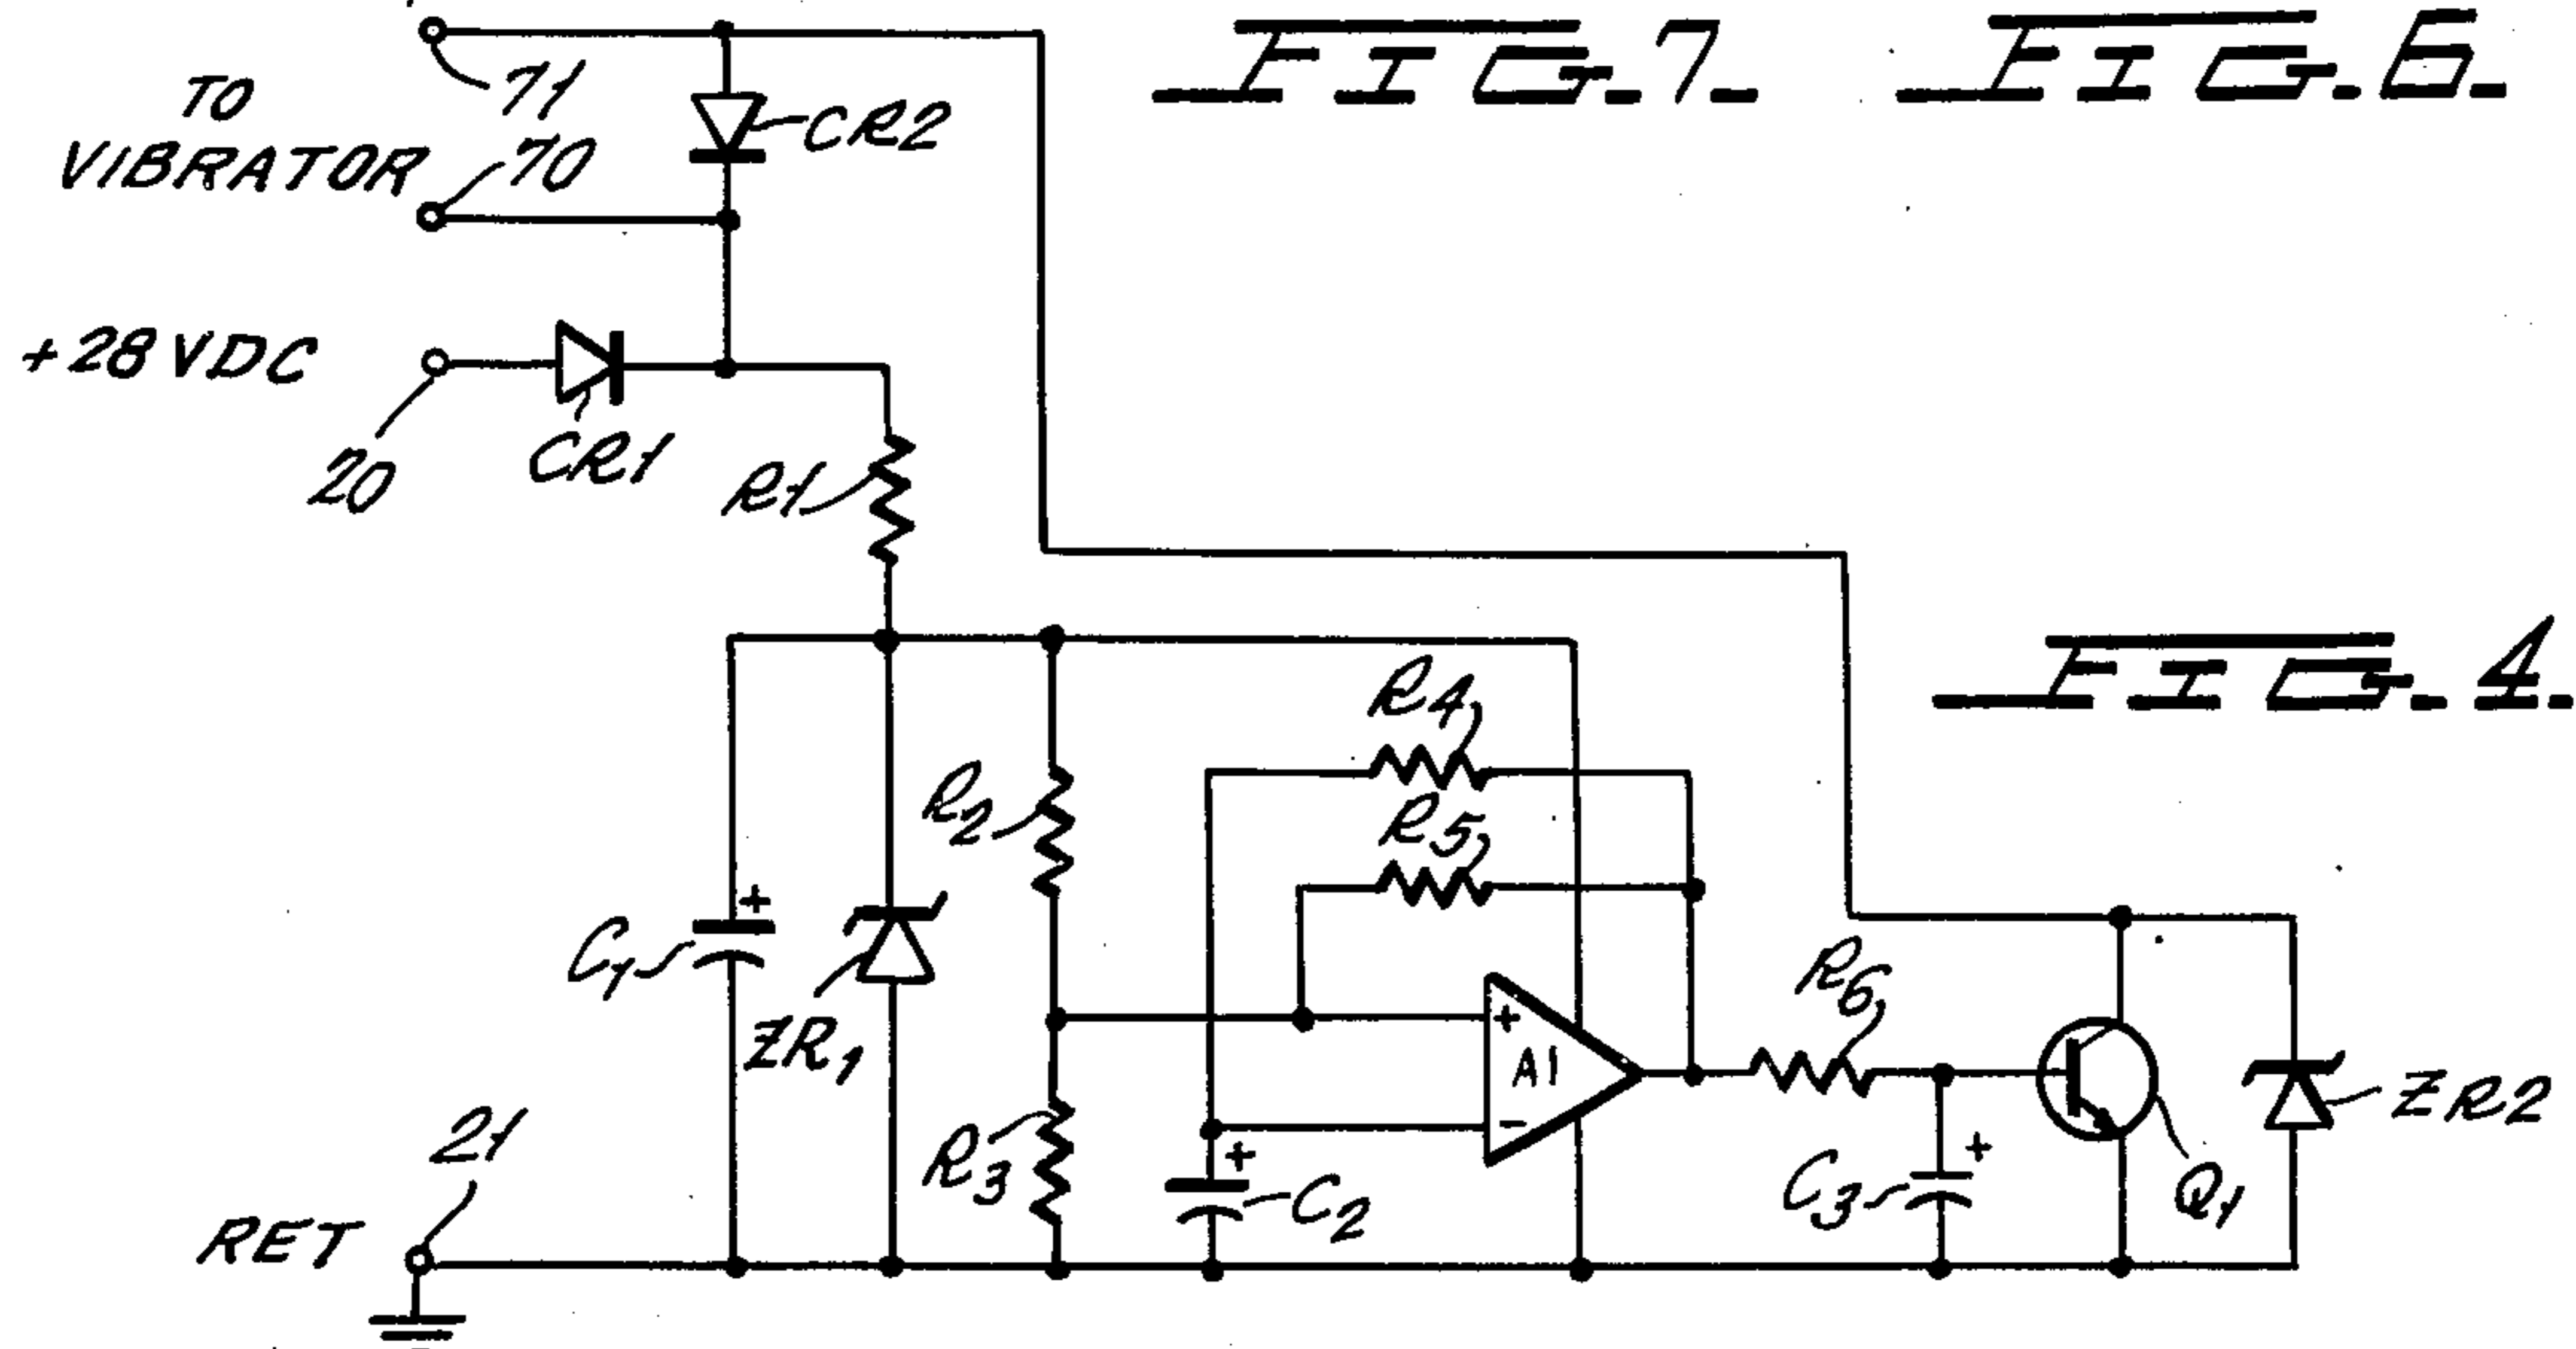 FIG. 7.
FIG. 6.
71
TO
VIBRATOR
70
CR2
+28 VDC
20
CR1
R1
FIG. 4.
R4
R5
R2
C1
+
ZR1
R3
+
A1
-
+
C2
R6
C3
+
Q1
ZR2
21
RET